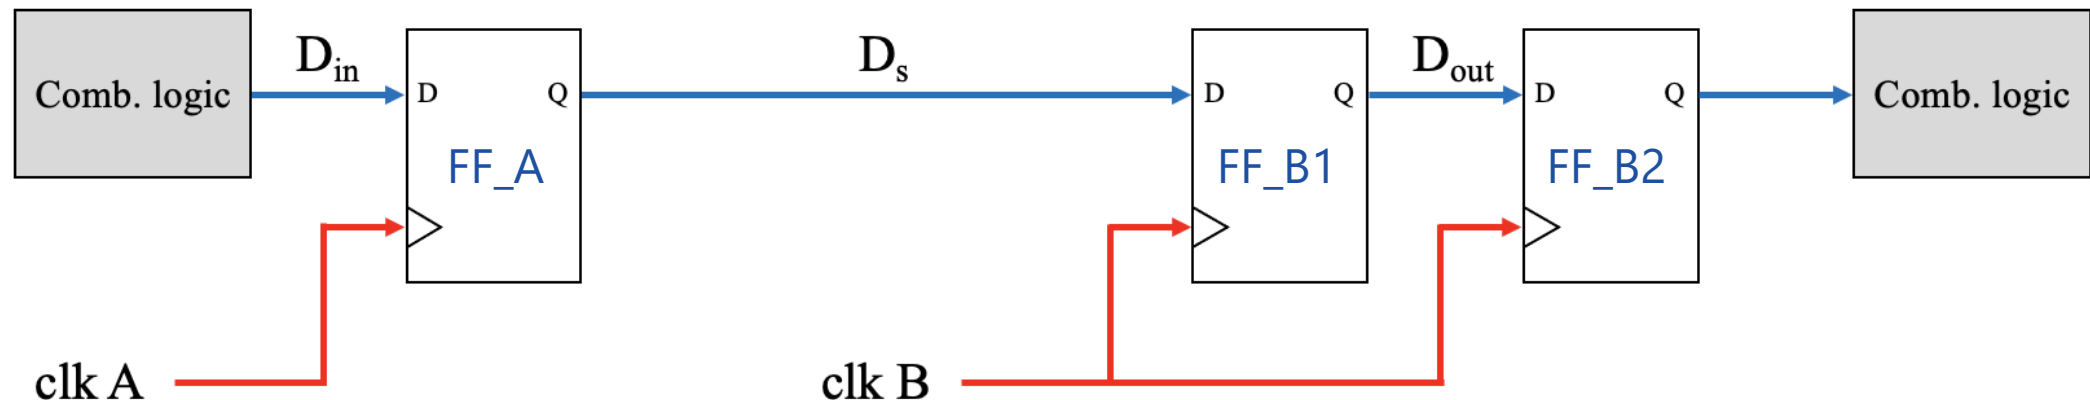 Comb. logic
D_in
D
Q
FF_A
D_s
D
Q
FF_B1
D_out
D
Q
FF_B2
Comb. logic
clk A
clk B